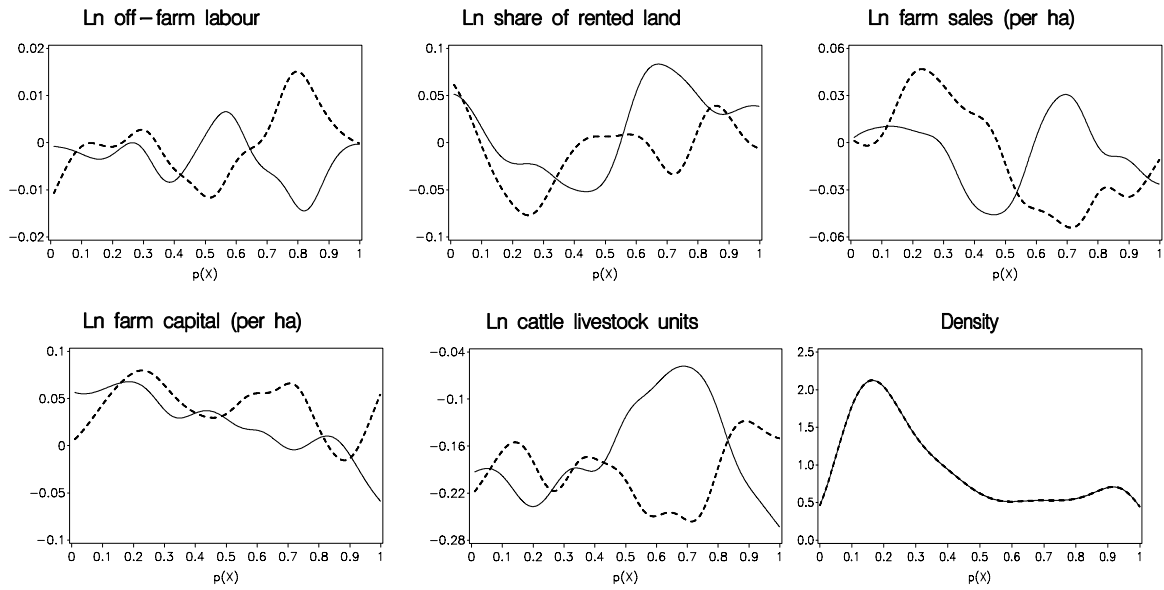 Ln off-farm labour
0.02
0.01
0
-0.01
-0.02
0 0.1 0.2 0.3 0.4 0.5 0.6 0.7 0.8 0.9 1
p(X)
Ln share of rented land
0.1
0.05
0
-0.05
-0.1
0 0.1 0.2 0.3 0.4 0.5 0.6 0.7 0.8 0.9 1
p(X)
Ln farm sales (per ha)
0.06
0.03
0
-0.03
-0.06
0 0.1 0.2 0.3 0.4 0.5 0.6 0.7 0.8 0.9 1
p(X)
Ln farm capital (per ha)
0.1
0.05
0
-0.05
-0.1
0 0.1 0.2 0.3 0.4 0.5 0.6 0.7 0.8 0.9 1
p(X)
Ln cattle livestock units
-0.04
-0.1
-0.16
-0.22
-0.28
0 0.1 0.2 0.3 0.4 0.5 0.6 0.7 0.8 0.9 1
p(X)
Density
2.5
2.0
1.5
1.0
0.5
0.0
0 0.1 0.2 0.3 0.4 0.5 0.6 0.7 0.8 0.9 1
p(X)